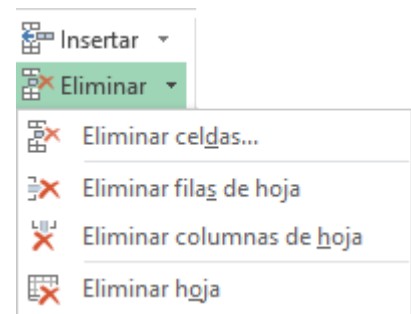 Insertar
Eliminar
Eliminar celdas...
Eliminar filas de hoja
Eliminar columnas de hoja
Eliminar hoja